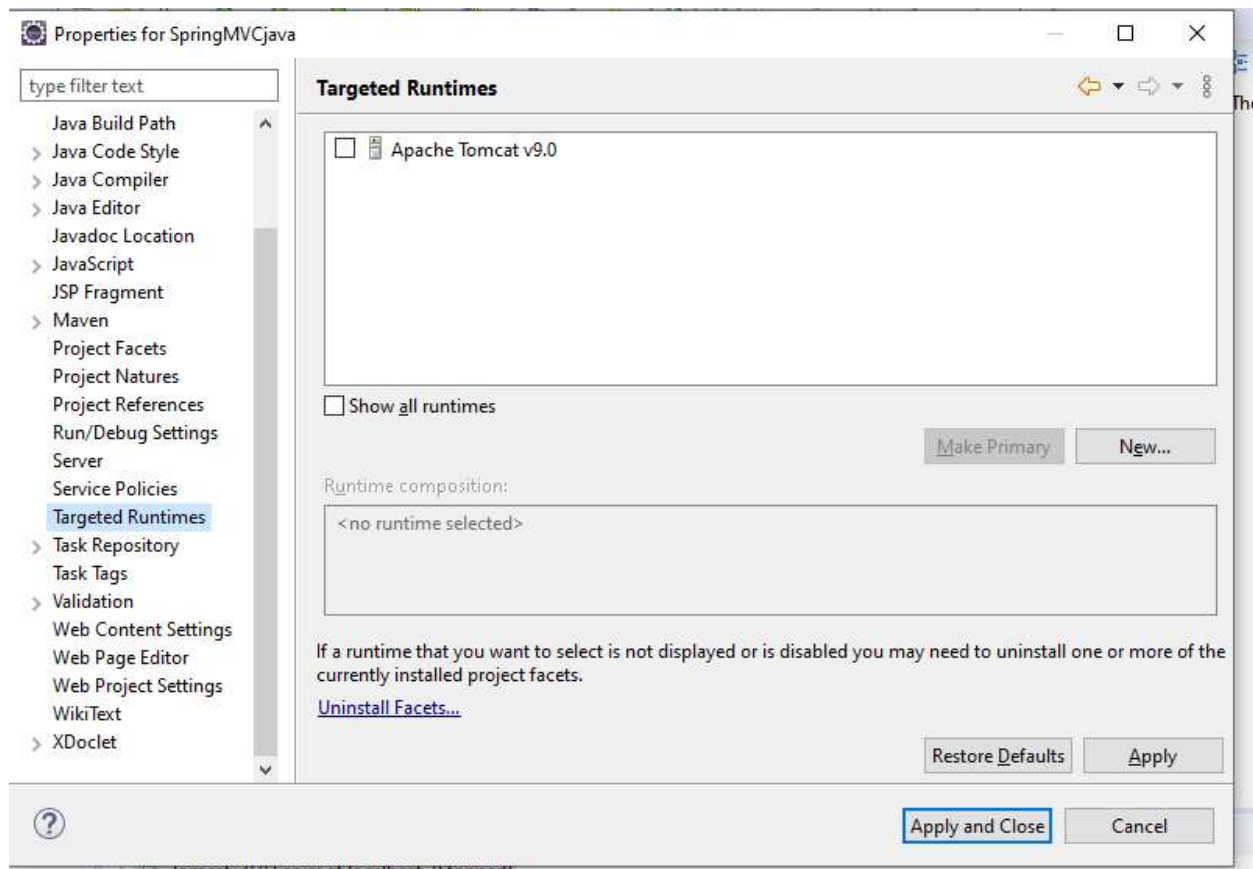 Properties for SpringMVCjava
type filter text
Java Build Path
Java Code Style
Java Compiler
Java Editor
Javadoc Location
JavaScript
JSP Fragment
Maven
Project Facets
Project Natures
Project References
Run/Debug Settings
Server
Service Policies
Targeted Runtimes
Task Repository
Task Tags
Validation
Web Content Settings
Web Page Editor
Web Project Settings
WikiText
XDoclet
Targeted Runtimes
Apache Tomcat v9.0
Show all runtimes
Make Primary
New...
Runtime composition:
<no runtime selected>
If a runtime that you want to select is not displayed or is disabled you may need to uninstall one or more of the
currently installed project facets.
Uninstall Facets...
Restore Defaults
Apply
Apply and Close
Cancel